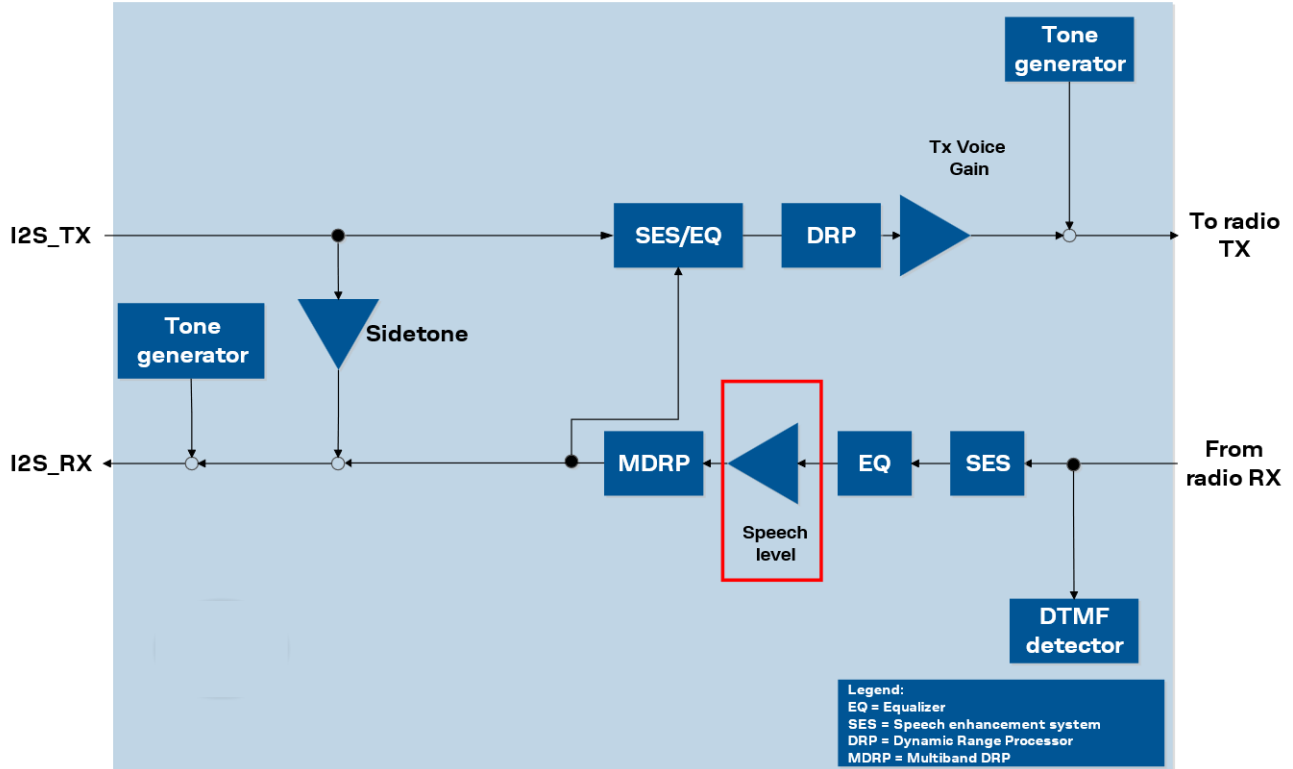 Tone
generator
Tx Voice
Gain
I2S_TX
SES/EQ
DRP
To radio
TX
Tone
generator
Sidetone
I2S_RX
MDRP
EQ
SES
From
radio RX
Speech
level
DTMF
detector
Legend:
EQ = Equalizer
SES = Speech enhancement system
DRP = Dynamic Range Processor
MDRP = Multiband DRP